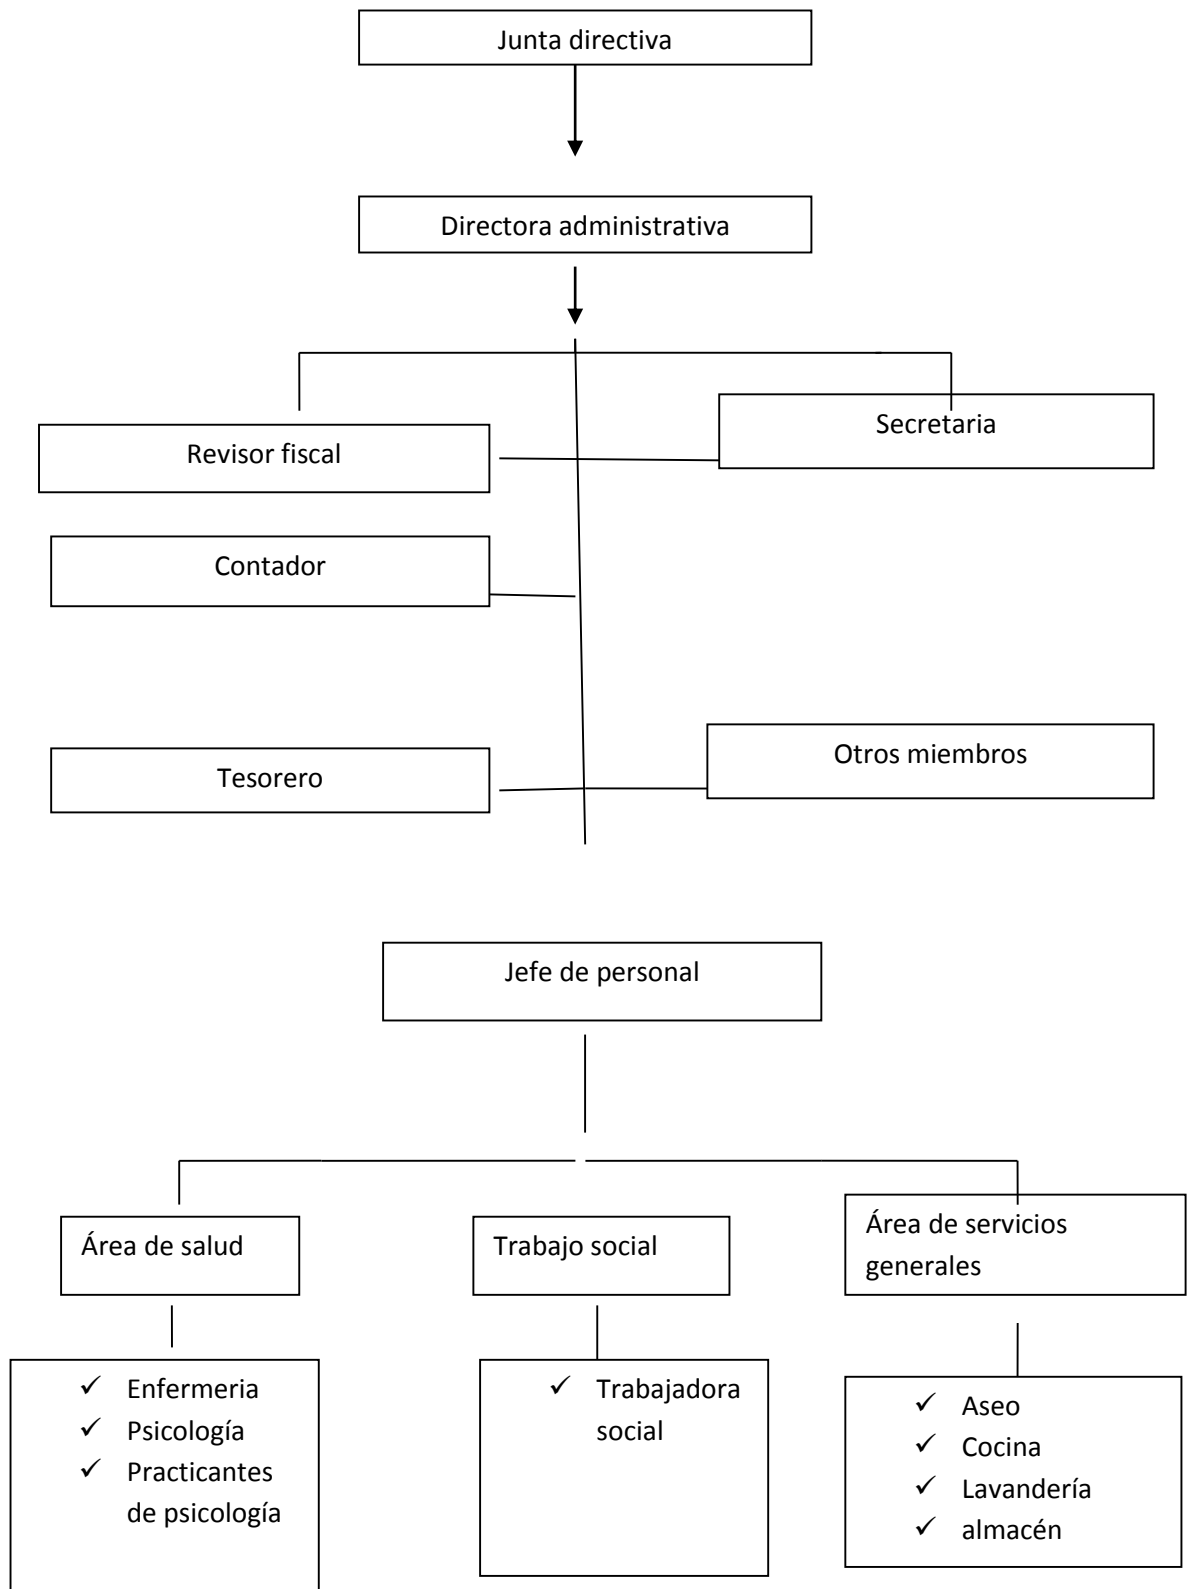 Junta directiva
Directora administrativa
Revisor fiscal
Secretaria
Contador
Tesorero
Otros miembros
Jefe de personal
Área de salud
Trabajo social
Área de servicios
generales
✓ Enfermeria
✓ Psicología
✓ Practicantes
de psicología
✓ Trabajadora
social
✓ Aseo
✓ Cocina
✓ Lavandería
✓ almacén